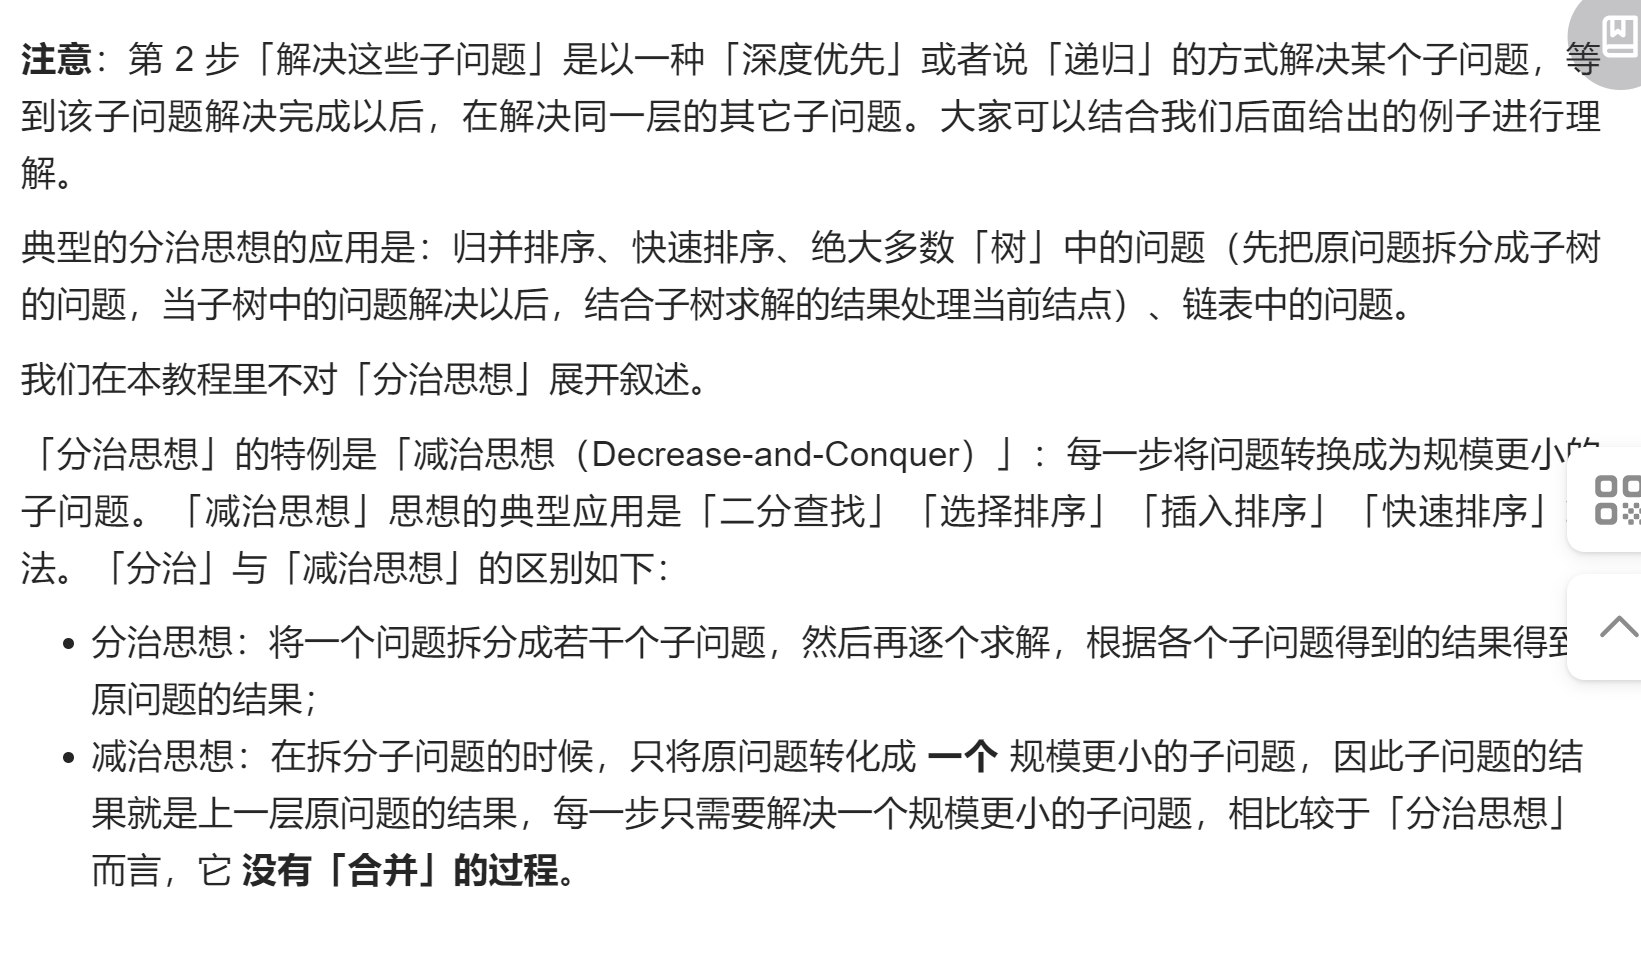 注意：第 2 步「解决这些子问题」是以一种「深度优先」或者说「递归」的方式解决某个子问题，等
到该子问题解决完成以后，在解决同一层的其它子问题。大家可以结合我们后面给出的例子进行理
解。
典型的分治思想的应用是：归并排序、快速排序、绝大多数「树」中的问题（先把原问题拆分成子树
的问题，当子树中的问题解决以后，结合子树求解的结果处理当前结点）、链表中的问题。
我们在本教程里不对「分治思想」展开叙述。
「分治思想」的特例是「减治思想（Decrease-and-Conquer）」：每一步将问题转换成为规模更小的
子问题。「减治思想」思想的典型应用是「二分查找」「选择排序」「插入排序」「快速排序」
法。「分治」与「减治思想」的区别如下：
• 分治思想：将一个问题拆分成若干个子问题，然后再逐个求解，根据各个子问题得到的结果得到
原问题的结果；
• 减治思想：在拆分子问题的时候，只将原问题转化成 一个 规模更小的子问题，因此子问题的结
果就是上一层原问题的结果，每一步只需要解决一个规模更小的子问题，相比较于「分治思想」
而言，它 没有「合并」的过程。